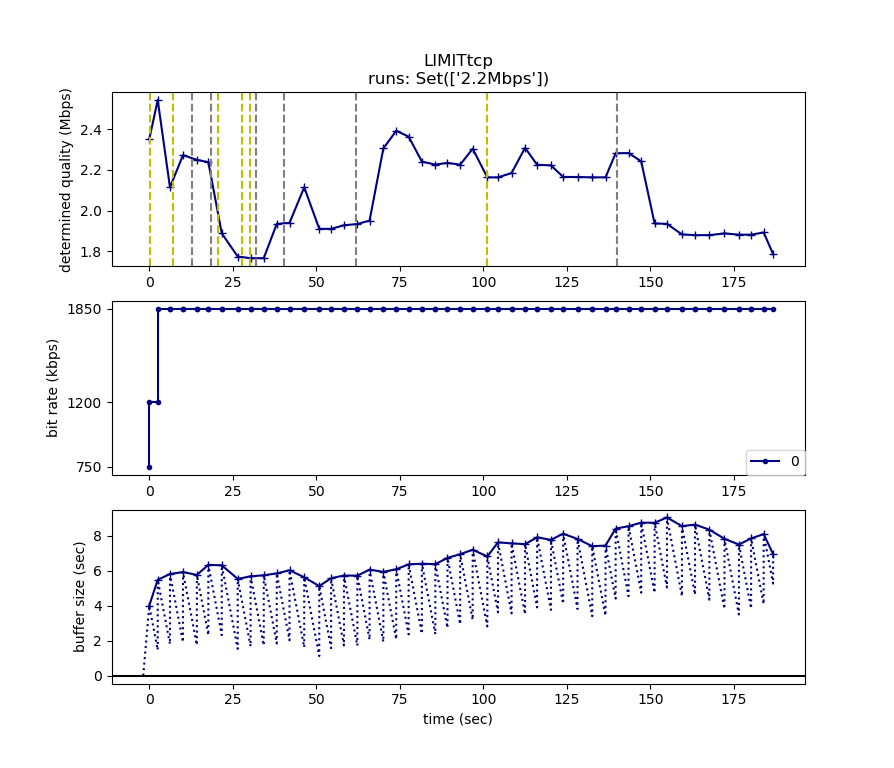 LIMITtcp
runs: Set(['2.2Mbps'])
determined quality (Mbps)
2.4
2.2
2.0
1.8
0 25 50 75 100 125 150 175
bit rate (kbps)
1850
1200
750
0
0 25 50 75 100 125 150 175
buffer size (sec)
8
6
4
2
0
0 25 50 75 100 125 150 175
time (sec)